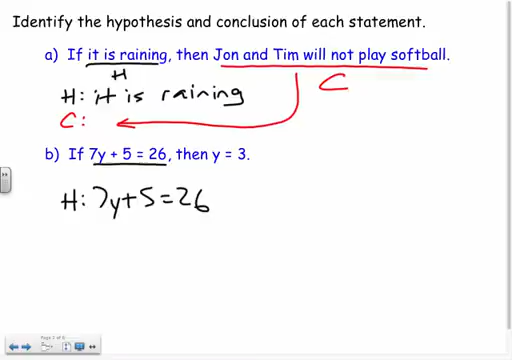 Identify the hypothesis and conclusion of each statement.
a) If it is raining, then Jon and Tim will not play softball.
H C
H: it is raining
C:
b) If 7y + 5 = 26, then y = 3.
H: 7y+5=26